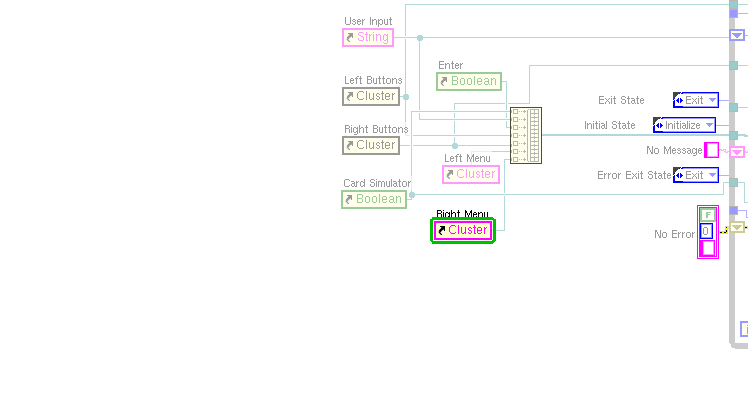 User Input
String
Enter
Boolean
Left Buttons
Cluster
Exit State
Exit
Right Buttons
Cluster
Initial State
Initialize
No Message
Left Menu
Cluster
Error Exit State
Exit
Card Simulator
Boolean
Right Menu
Cluster
F
No Error
0
i